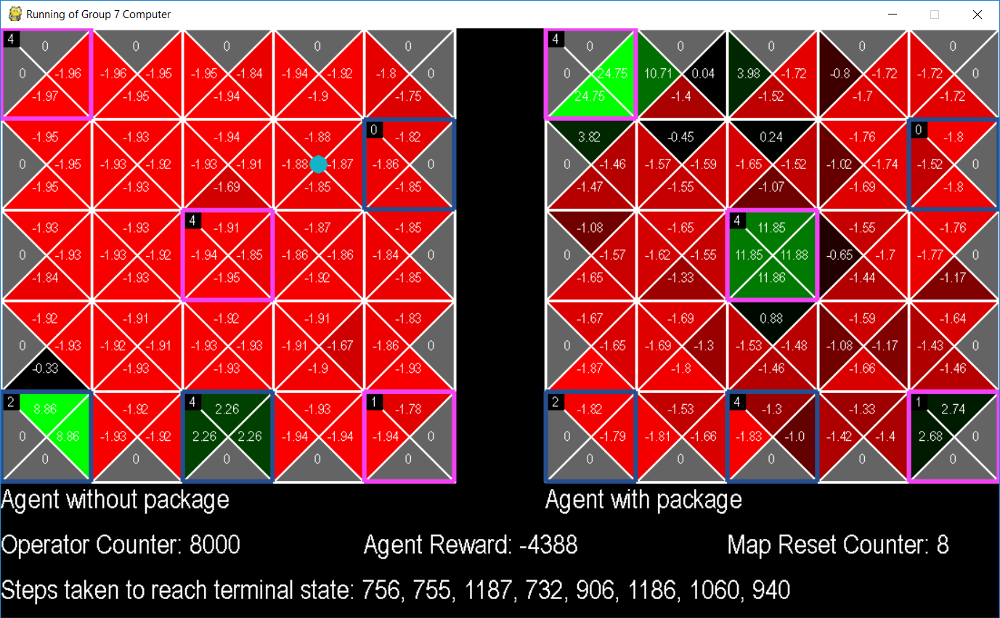 Running of Group 7 Computer
4 0 0 0 0 0 4 0 0 0 0 0
0 -1.96 -1.96 -1.95 -1.95 -1.84 -1.94 -1.92 -1.8 0 0 24.75 10.71 0.04 3.98 -1.72 -0.8 -1.72 -1.72 0
-1.97 -1.95 -1.94 -1.9 -1.75 24.75 -1.4 -1.52 -1.7 -1.72
-1.95 -1.93 -1.94 -1.88 0 -1.82 3.82 -0.45 0.24 -1.76 0 -1.8
0 -1.95 -1.93 -1.92 -1.93 -1.91 -1.88 -1.87 -1.86 0 0 -1.46 -1.57 -1.59 -1.65 -1.52 -1.02 -1.74 -1.52 0
-1.95 -1.93 -1.69 -1.85 -1.85 -1.47 -1.55 -1.07 -1.69 -1.8
-1.93 -1.93 4 -1.91 -1.87 -1.85 -1.08 -1.65 4 11.85 -1.55 -1.76
0 -1.93 -1.93 -1.92 -1.94 -1.85 -1.86 -1.86 -1.84 0 0 -1.57 -1.62 -1.55 11.85 11.88 -0.65 -1.7 -1.77 0
-1.84 -1.93 -1.95 -1.92 -1.85 -1.65 -1.33 11.86 -1.44 -1.17
-1.92 -1.91 -1.92 -1.91 -1.83 -1.67 -1.69 0.88 -1.59 -1.64
0 -1.93 -1.92 -1.91 -1.93 -1.93 -1.91 -1.67 -1.86 0 0 -1.65 -1.69 -1.3 -1.53 -1.48 -1.08 -1.17 -1.43 0
-0.33 -1.93 -1.93 -1.9 -1.93 -1.87 -1.8 -1.46 -1.66 -1.46
2 8.86 -1.92 4 2.26 -1.93 1 -1.78 2 -1.82 -1.53 4 -1.3 -1.33 1 2.74
0 8.86 -1.93 -1.92 2.26 2.26 -1.94 -1.94 -1.94 0 0 -1.79 -1.81 -1.66 -1.83 -1.0 -1.42 -1.4 2.68 0
0 0 0 0 0 0 0 0 0 0
Agent without package Agent with package
Operator Counter: 8000 Agent Reward: -4388 Map Reset Counter: 8
Steps taken to reach terminal state: 756, 755, 1187, 732, 906, 1186, 1060, 940